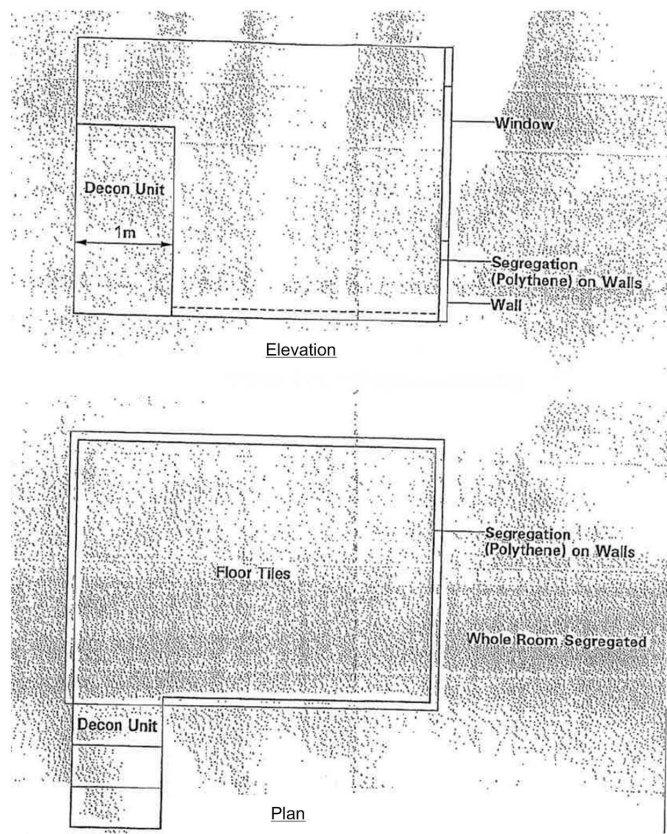 Window
Decon Unit
1m
Segregation
(Polythene) on Walls
Wall
Elevation
Segregation
(Polythene) on Walls
Floor Tiles
Whole Room Segregated
Decon Unit
Plan